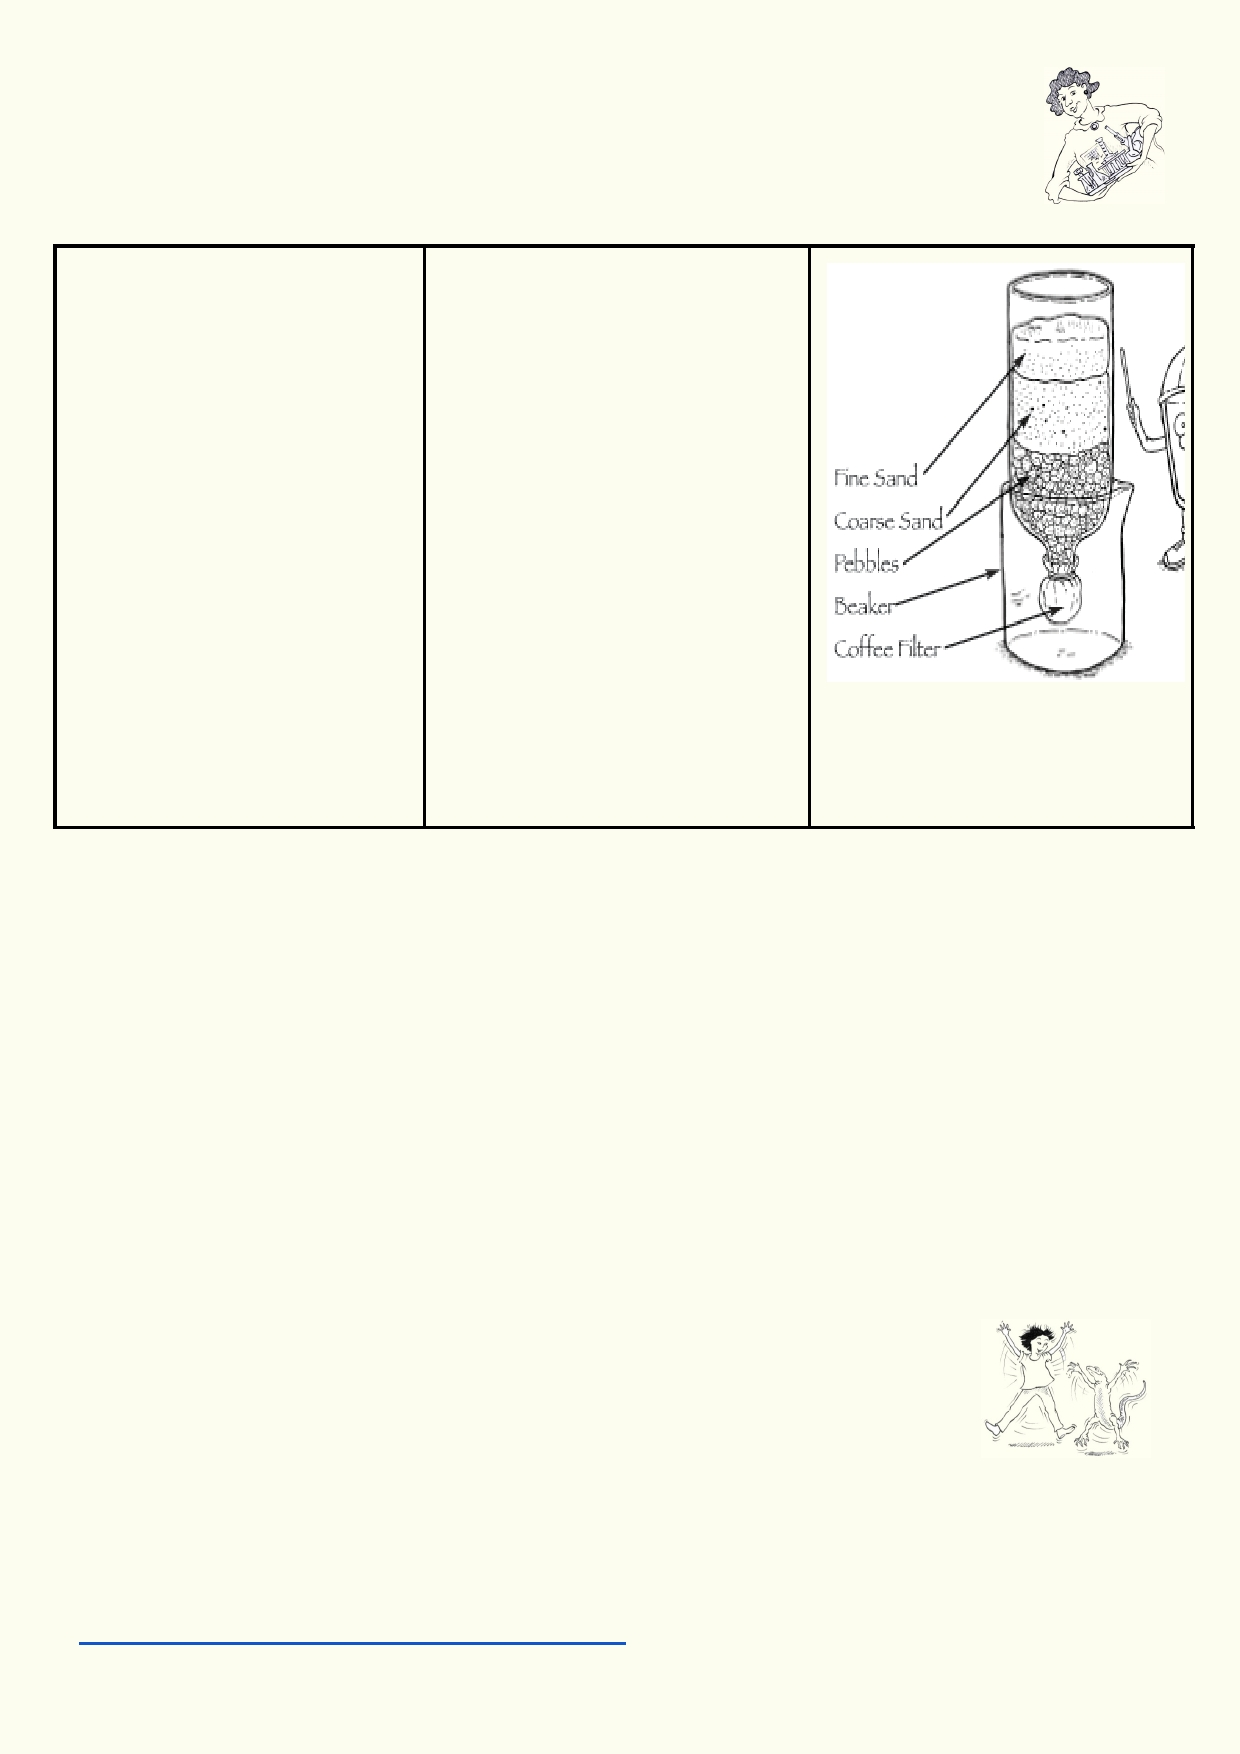 Fine Sand
Coarse Sand
Pebbles
Beaker
Coffee Filter